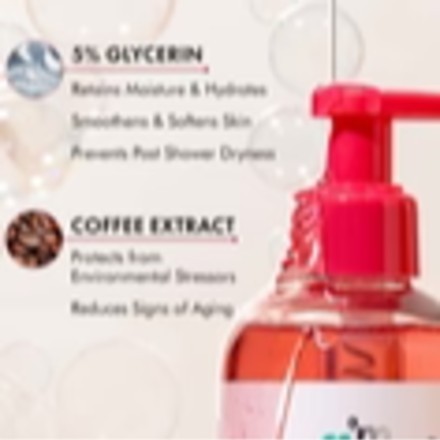 5% GLYCERIN
Retains Moisture & Hydrates
Smoothens & Softens Skin
Prevents Post Shower Dryness
COFFEE EXTRACT
Protects from
Environmental Stressors
Reduces Signs of Aging